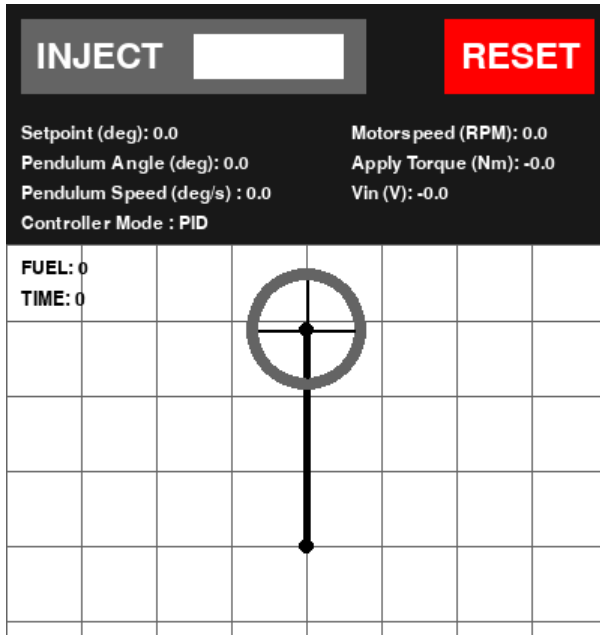 INJECT
RESET
Setpoint (deg): 0.0
Motorspeed (RPM): 0.0
Pendulum Angle (deg): 0.0
Apply Torque (Nm): -0.0
Pendulum Speed (deg/s) : 0.0
Vin (V): -0.0
Controller Mode : PID
FUEL: 0
TIME: 0